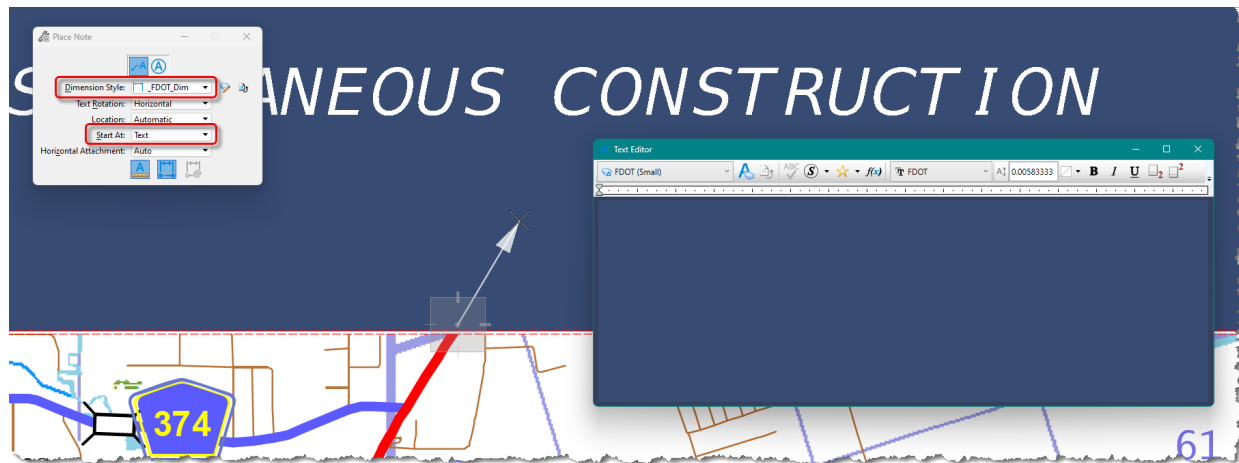 Place Note
Dimension Style: _FDOT_Dim
Text Rotation: Horizontal
Location: Automatic
Start At: Text
Horizontal Attachment: Auto
ANEOUS CONSTRUCTION
Text Editor
FDOT (Small) ABC S f(x) FDOT 0.00583333 B I U
374
61